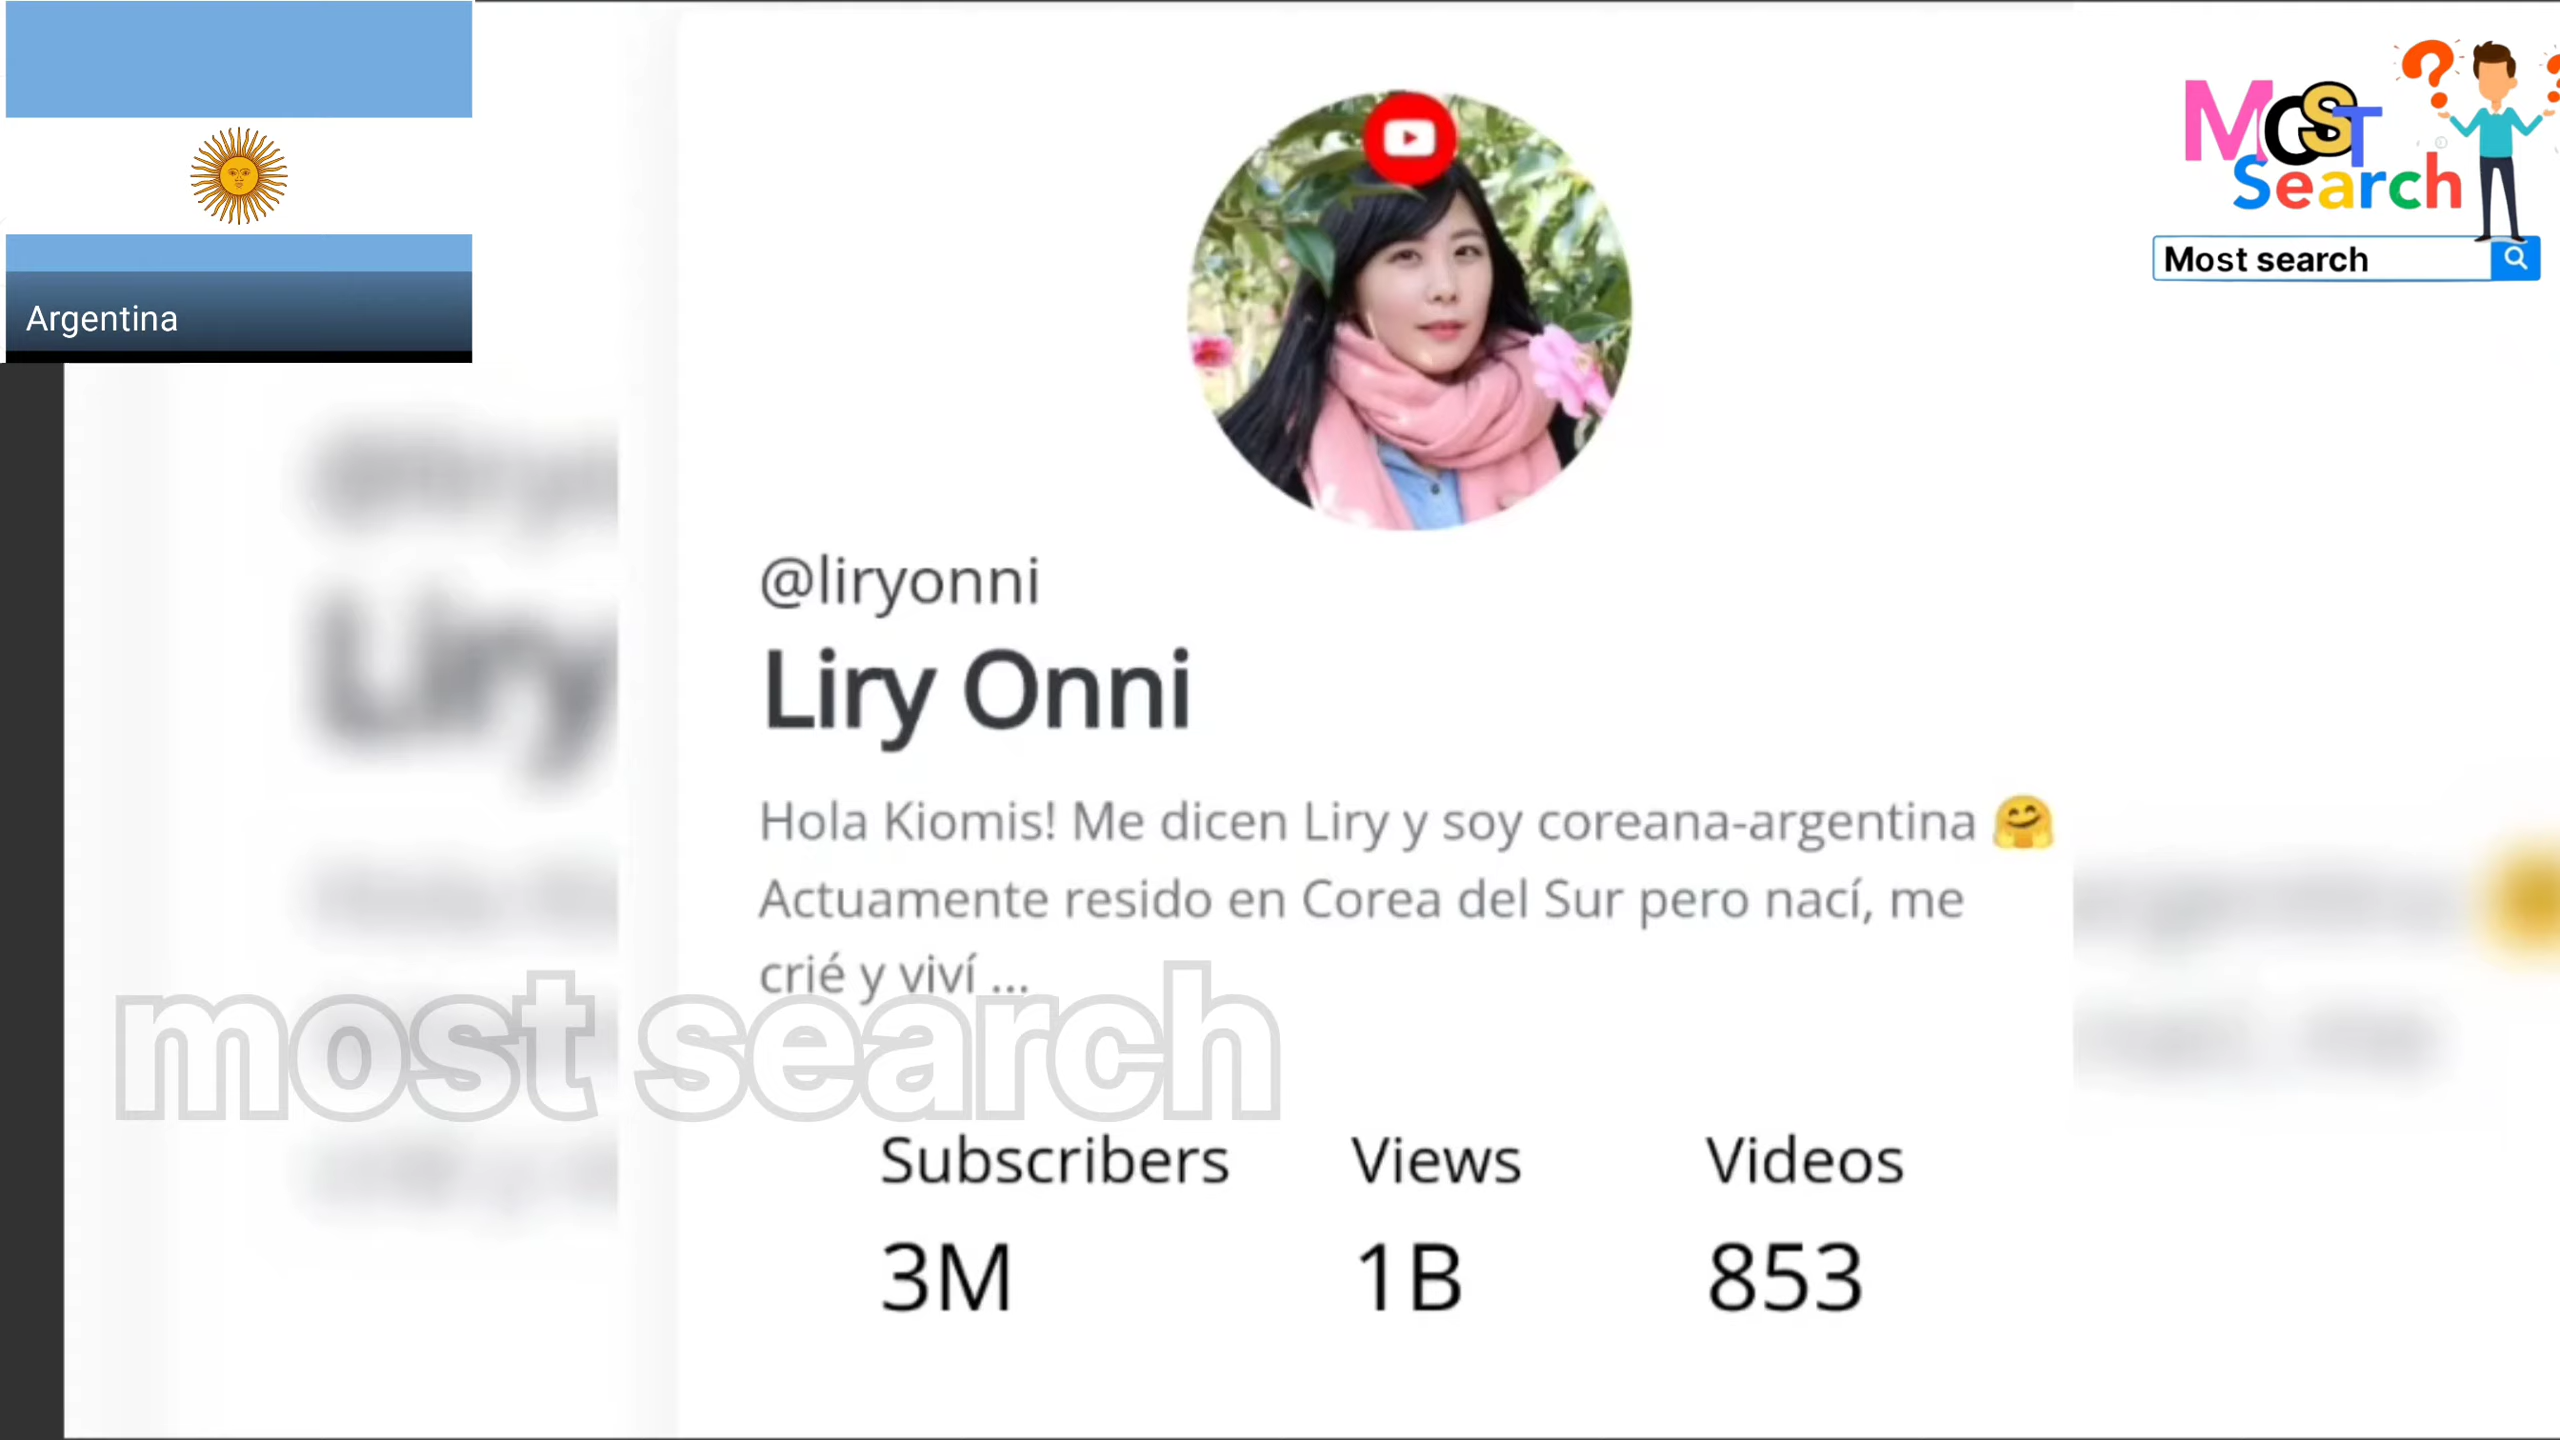 Argentina
MOST
Search
Most search
@liryonni
Liry Onni
Hola Kiomis! Me dicen Liry y soy coreana-argentina 🤗
Actuamente resido en Corea del Sur pero nací, me
crié y viví ...
most search
Subscribers Views Videos
3M 1B 853